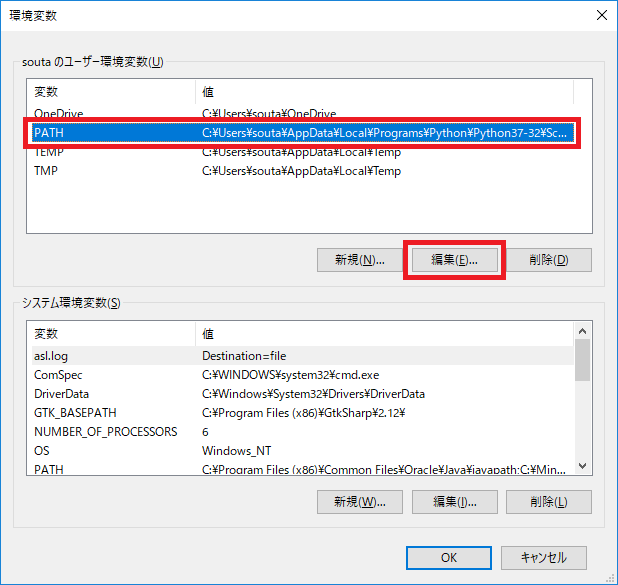 環境変数
souta のユーザー環境変数(U)
変数 値
OneDrive C:¥Users¥souta¥OneDrive
PATH C:¥Users¥souta¥AppData¥Local¥Programs¥Python¥Python37-32¥Sc...
TEMP C:¥Users¥souta¥AppData¥Local¥Temp
TMP C:¥Users¥souta¥AppData¥Local¥Temp
新規(N)... 編集(E)... 削除(D)
システム環境変数(S)
変数 値
asl.log Destination=file
ComSpec C:¥WINDOWS¥system32¥cmd.exe
DriverData C:¥Windows¥System32¥Drivers¥DriverData
GTK_BASEPATH C:¥Program Files (x86)¥GtkSharp¥2.12¥
NUMBER_OF_PROCESSORS 6
OS Windows_NT
PATH C:¥Program Files (x86)¥Common Files¥Oracle¥Java¥javapath;C:¥Min...
新規(W)... 編集(I)... 削除(L)
OK キャンセル